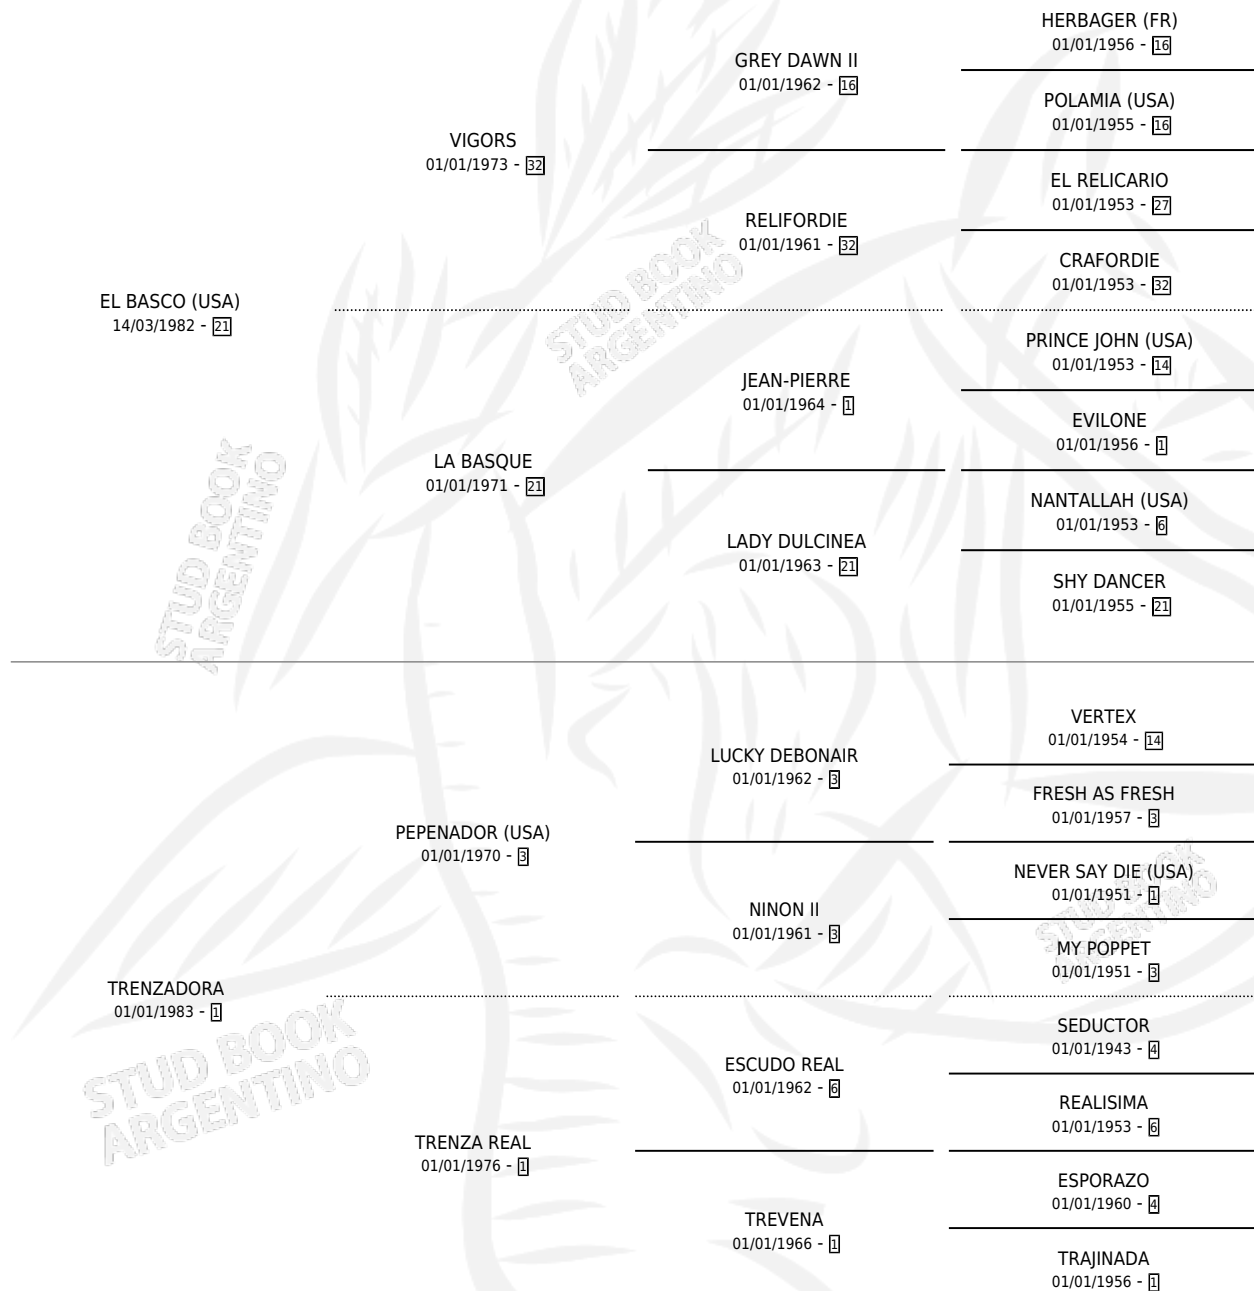 HERBAGER (FR)
01/01/1956 - 16
GREY DAWN II
01/01/1962 - 16
POLAMIA (USA)
01/01/1955 - 16
VIGORS
01/01/1973 - 32
EL RELICARIO
01/01/1953 - 27
RELIFORDIE
01/01/1961 - 32
CRAFORDIE
01/01/1953 - 32
EL BASCO (USA)
14/03/1982 - 21
PRINCE JOHN (USA)
01/01/1953 - 14
JEAN-PIERRE
01/01/1964 - 1
EVILONE
01/01/1956 - 1
LA BASQUE
01/01/1971 - 21
NANTALLAH (USA)
01/01/1953 - 6
LADY DULCINEA
01/01/1963 - 21
SHY DANCER
01/01/1955 - 21
VERTEX
01/01/1954 - 14
LUCKY DEBONAIR
01/01/1962 - 3
FRESH AS FRESH
01/01/1957 - 3
PEPENADOR (USA)
01/01/1970 - 3
NEVER SAY DIE (USA)
01/01/1951 - 1
NINON II
01/01/1961 - 3
MY POPPET
01/01/1951 - 3
TRENZADORA
01/01/1983 - 1
SEDUCTOR
01/01/1943 - 4
ESCUDO REAL
01/01/1962 - 6
REALISIMA
01/01/1953 - 6
TRENZA REAL
01/01/1976 - 1
ESPORAZO
01/01/1960 - 4
TREVENA
01/01/1966 - 1
TRAJINADA
01/01/1956 - 1
STUD BOOK
ARGENTINO
STUD BOOK
ARGENTINO
STUD BOOK
ARGENTINO
STUD BOOK
ARGENTINO